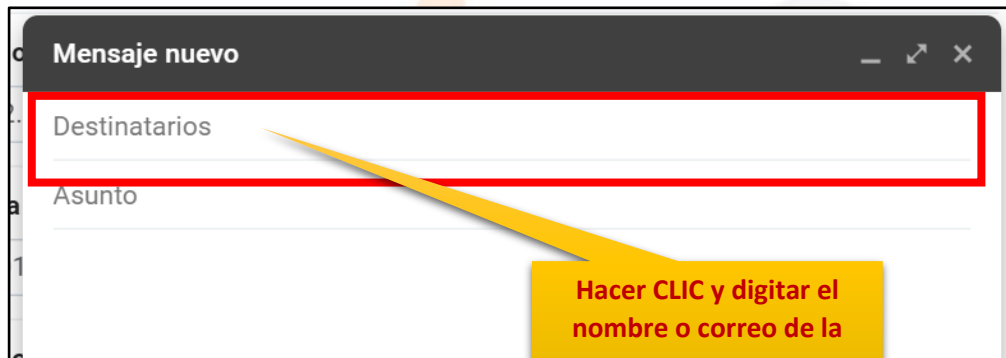 Mensaje nuevo
Destinatarios
Asunto
Hacer CLIC y digitar el
nombre o correo de la